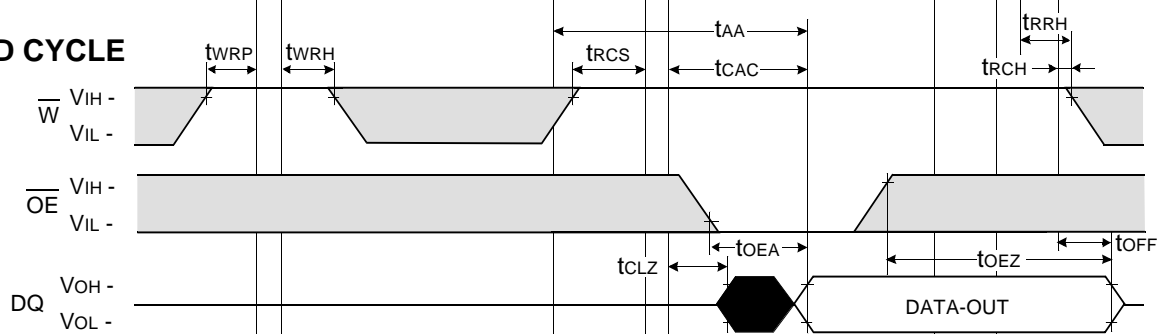 tRRH
tAA
D CYCLE
tWRP
tWRH
tRCS
tCAC
tRCH
W
VIH -
VIL -
OE
VIH -
VIL -
tOEA
tOFF
tCLZ
tOEZ
DQ
VOH -
VOL -
DATA-OUT